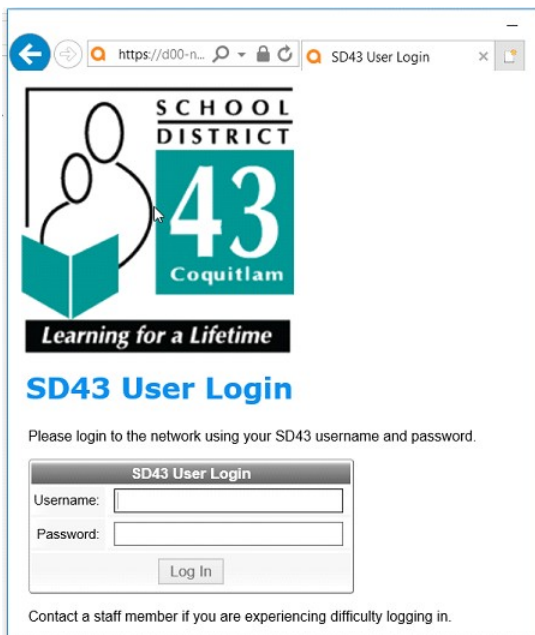 https://d00-n...
SD43 User Login
SCHOOL
DISTRICT
43
Coquitlam
Learning for a Lifetime
SD43 User Login
Please login to the network using your SD43 username and password.
SD43 User Login
Username:
Password:
Log In
Contact a staff member if you are experiencing difficulty logging in.